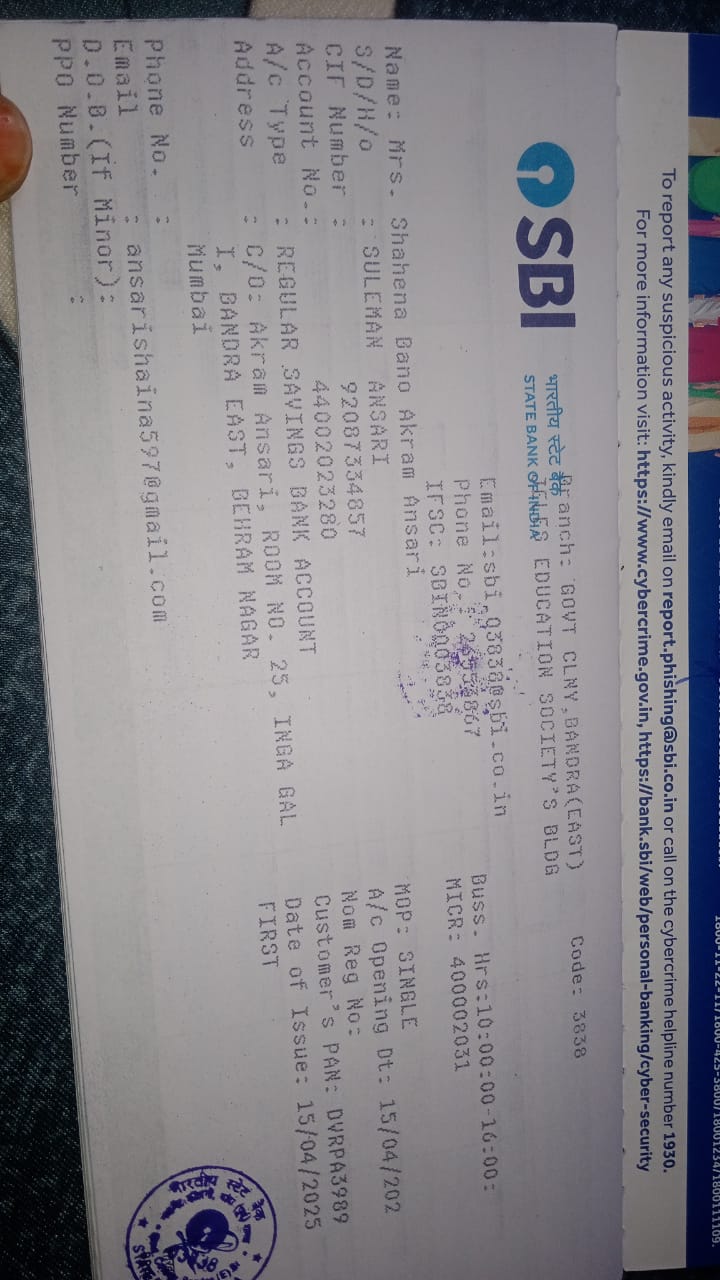 1800-11-22-11/1800-425-3800/18001234/1800111109.
To report any suspicious activity, kindly email on report.phishing@sbi.co.in or call on the cybercrime helpline number 1930.
For more information visit: https://www.cybercrime.gov.in, https://bank.sbi/web/personal-banking/cyber-security
SBI
भारतीय स्टेट बैंक
STATE BANK OF INDIA
Branch: GOVT CLNY,BANDRA(EAST)
EDUCATION SOCIETY'S BLDG
Code: 3838
Email:sbi.03838@sbi.co.in
Phone No.:
IFSC: SBIN0003838
Buss. Hrs:10:00:00-16:00:
MICR: 400002031
Name: Mrs. Shahena Bano Akram Ansari
S/D/H/o : SULEMAN ANSARI
CIF Number : 92087334857
Account No.: 44002023280
A/c Type : REGULAR SAVINGS BANK ACCOUNT
Address : C/O: Akram Ansari, ROOM NO. 25, INGA GAL
I, BANDRA EAST, BEHRAM NAGAR
Mumbai
Phone No. :
Email : ansarishaina597@gmail.com
D.O.B.(If Minor):
PPO Number :
MOP: SINGLE
A/c Opening Dt: 15/04/202
Nom Reg No:
Customer's PAN: DVRPA3989
Date of Issue: 15/04/2025
FIRST
भारतीय स्टेट बैंक